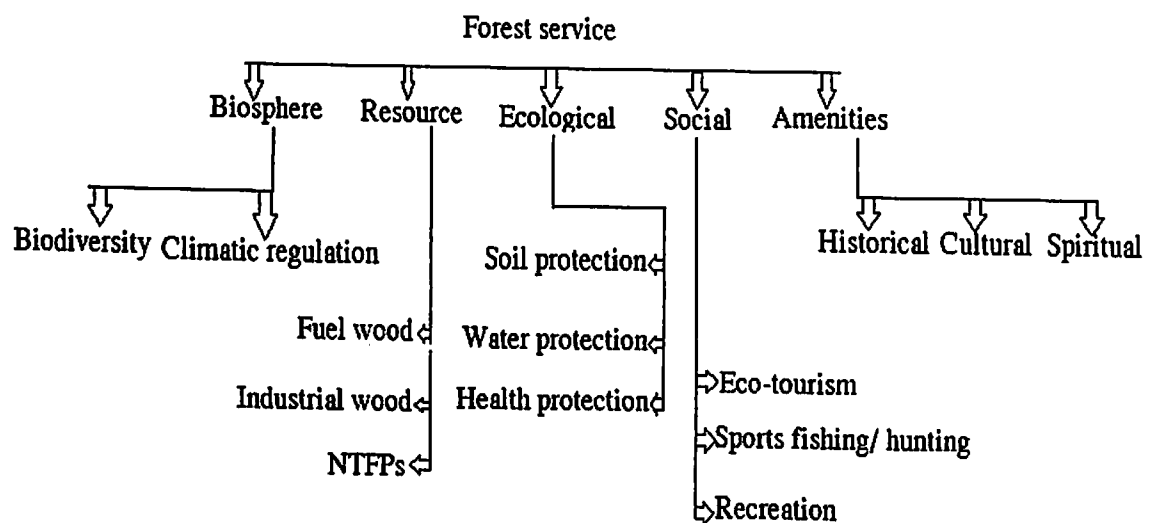 Forest service
Biosphere Resource Ecological Social Amenities
Biodiversity Climatic regulation
Historical Cultural Spiritual
Soil protection
Water protection
Health protection
Fuel wood
Industrial wood
NTFPs
Eco-tourism
Sports fishing/ hunting
Recreation